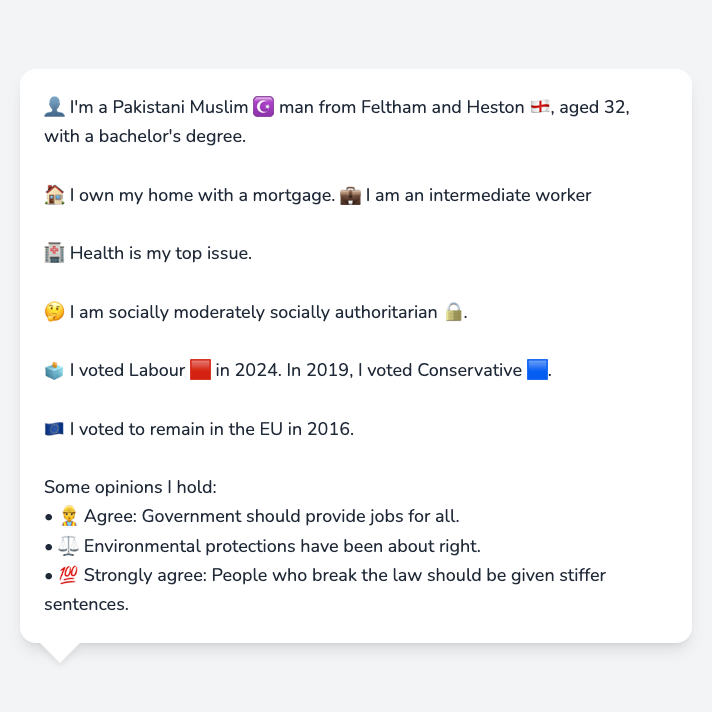 👤 I'm a Pakistani Muslim ☪️ man from Feltham and Heston 🏴󠁧󠁢󠁥󠁮󠁧󠁿, aged 32,
with a bachelor's degree.
🏠 I own my home with a mortgage. 💼 I am an intermediate worker
🏥 Health is my top issue.
🤔 I am socially moderately socially authoritarian 🔒.
🗳️ I voted Labour 🟥 in 2024. In 2019, I voted Conservative 🟦.
🇪🇺 I voted to remain in the EU in 2016.
Some opinions I hold:
• 👷 Agree: Government should provide jobs for all.
• ⚖️ Environmental protections have been about right.
• 💯 Strongly agree: People who break the law should be given stiffer
sentences.